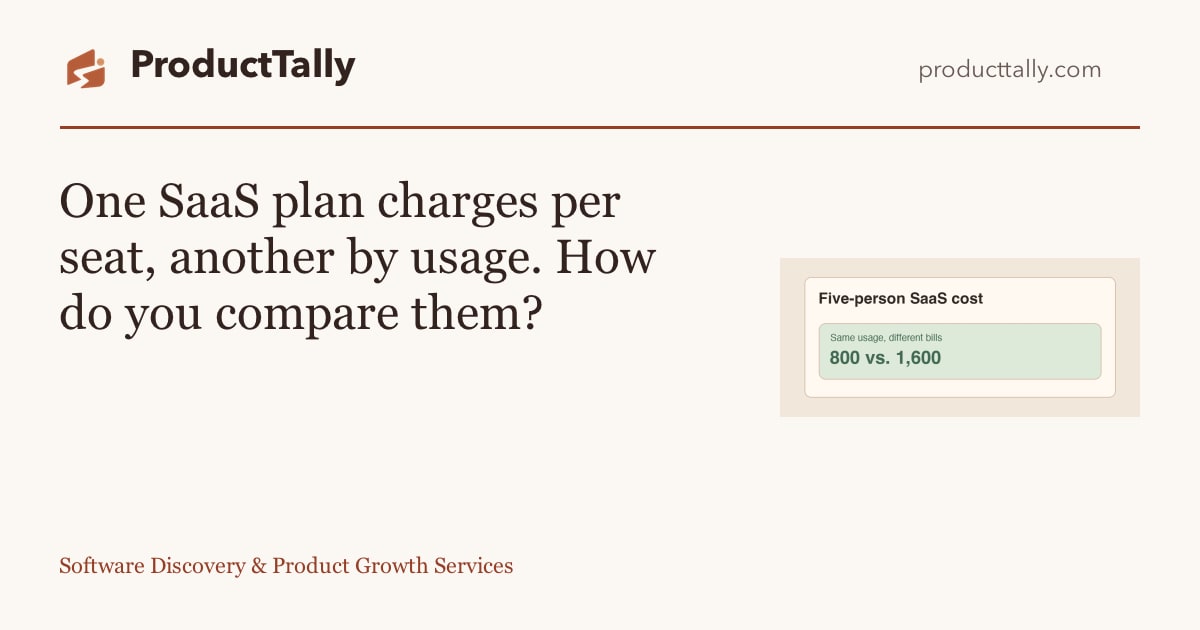 ProductTally
producttally.com
One SaaS plan charges per
seat, another by usage. How
do you compare them?
Five-person SaaS cost
Same usage, different bills
800 vs. 1,600
Software Discovery & Product Growth Services